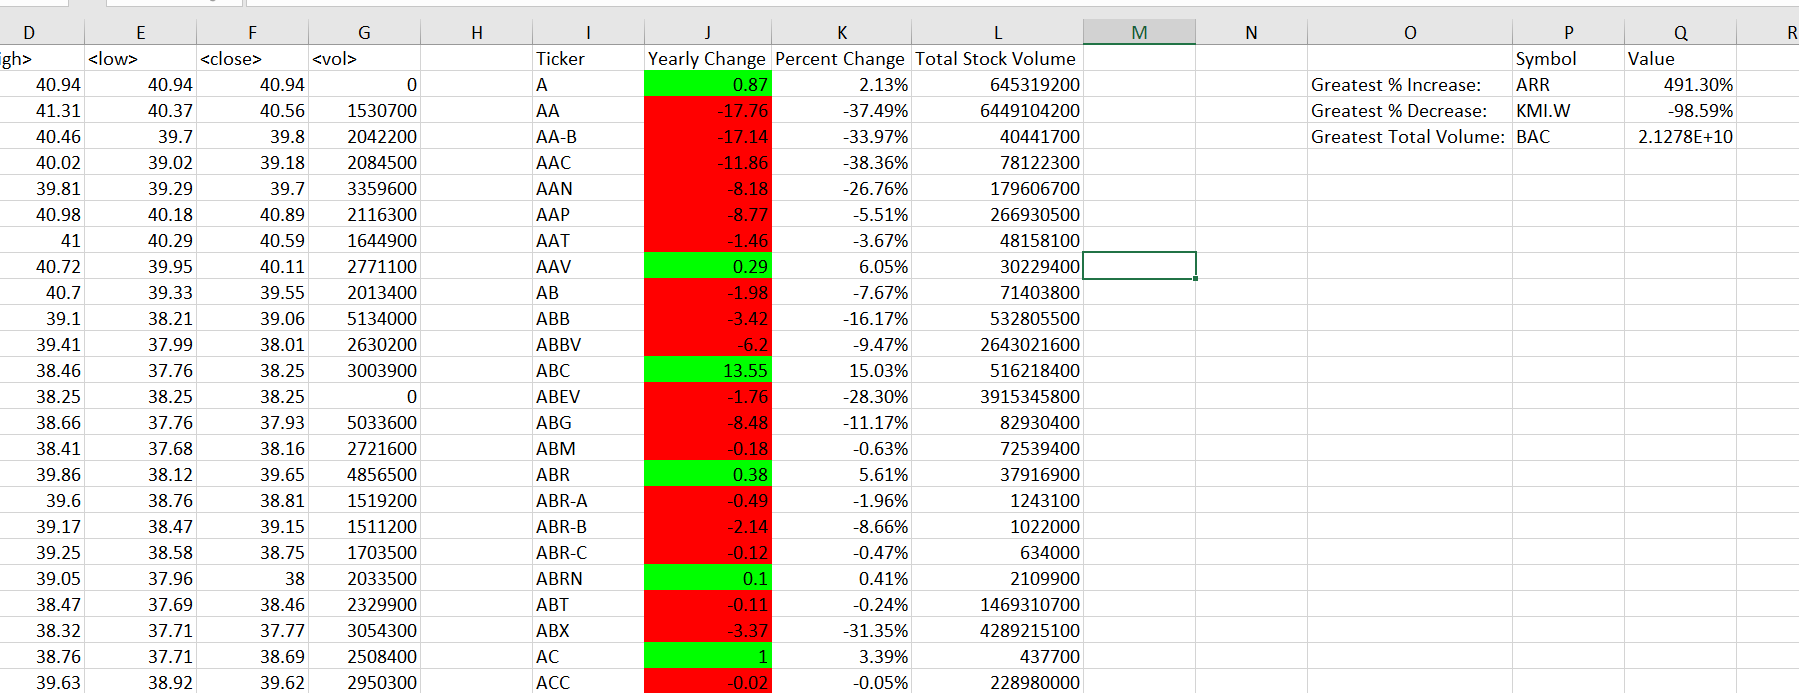 D E F G H I J K L M N O P Q R
igh> <low> <close> <vol> Ticker Yearly Change Percent Change Total Stock Volume Symbol Value
40.94 40.94 40.94 0 A 0.87 2.13% 645319200 Greatest % Increase: ARR 491.30%
41.31 40.37 40.56 1530700 AA -17.76 -37.49% 6449104200 Greatest % Decrease: KMI.W -98.59%
40.46 39.7 39.8 2042200 AA-B -17.14 -33.97% 40441700 Greatest Total Volume: BAC 2.1278E+10
40.02 39.02 39.18 2084500 AAC -11.86 -38.36% 78122300
39.81 39.29 39.7 3359600 AAN -8.18 -26.76% 179606700
40.98 40.18 40.89 2116300 AAP -8.77 -5.51% 266930500
41 40.29 40.59 1644900 AAT -1.46 -3.67% 48158100
40.72 39.95 40.11 2771100 AAV 0.29 6.05% 30229400
40.7 39.33 39.55 2013400 AB -1.98 -7.67% 71403800
39.1 38.21 39.06 5134000 ABB -3.42 -16.17% 532805500
39.41 37.99 38.01 2630200 ABBV -6.2 -9.47% 2643021600
38.46 37.76 38.25 3003900 ABC 13.55 15.03% 516218400
38.25 38.25 38.25 0 ABEV -1.76 -28.30% 3915345800
38.66 37.76 37.93 5033600 ABG -8.48 -11.17% 82930400
38.41 37.68 38.16 2721600 ABM -0.18 -0.63% 72539400
39.86 38.12 39.65 4856500 ABR 0.38 5.61% 37916900
39.6 38.76 38.81 1519200 ABR-A -0.49 -1.96% 1243100
39.17 38.47 39.15 1511200 ABR-B -2.14 -8.66% 1022000
39.25 38.58 38.75 1703500 ABR-C -0.12 -0.47% 634000
39.05 37.96 38 2033500 ABRN 0.1 0.41% 2109900
38.47 37.69 38.46 2329900 ABT -0.11 -0.24% 1469310700
38.32 37.71 37.77 3054300 ABX -3.37 -31.35% 4289215100
38.76 37.71 38.69 2508400 AC 1 3.39% 437700
39.63 38.92 39.62 2950300 ACC -0.02 -0.05% 228980000